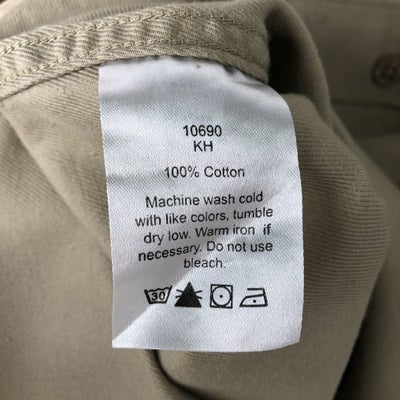 10690
KH
100% Cotton
Machine wash cold
with like colors, tumble
dry low. Warm iron if
necessary. Do not use
bleach.
30